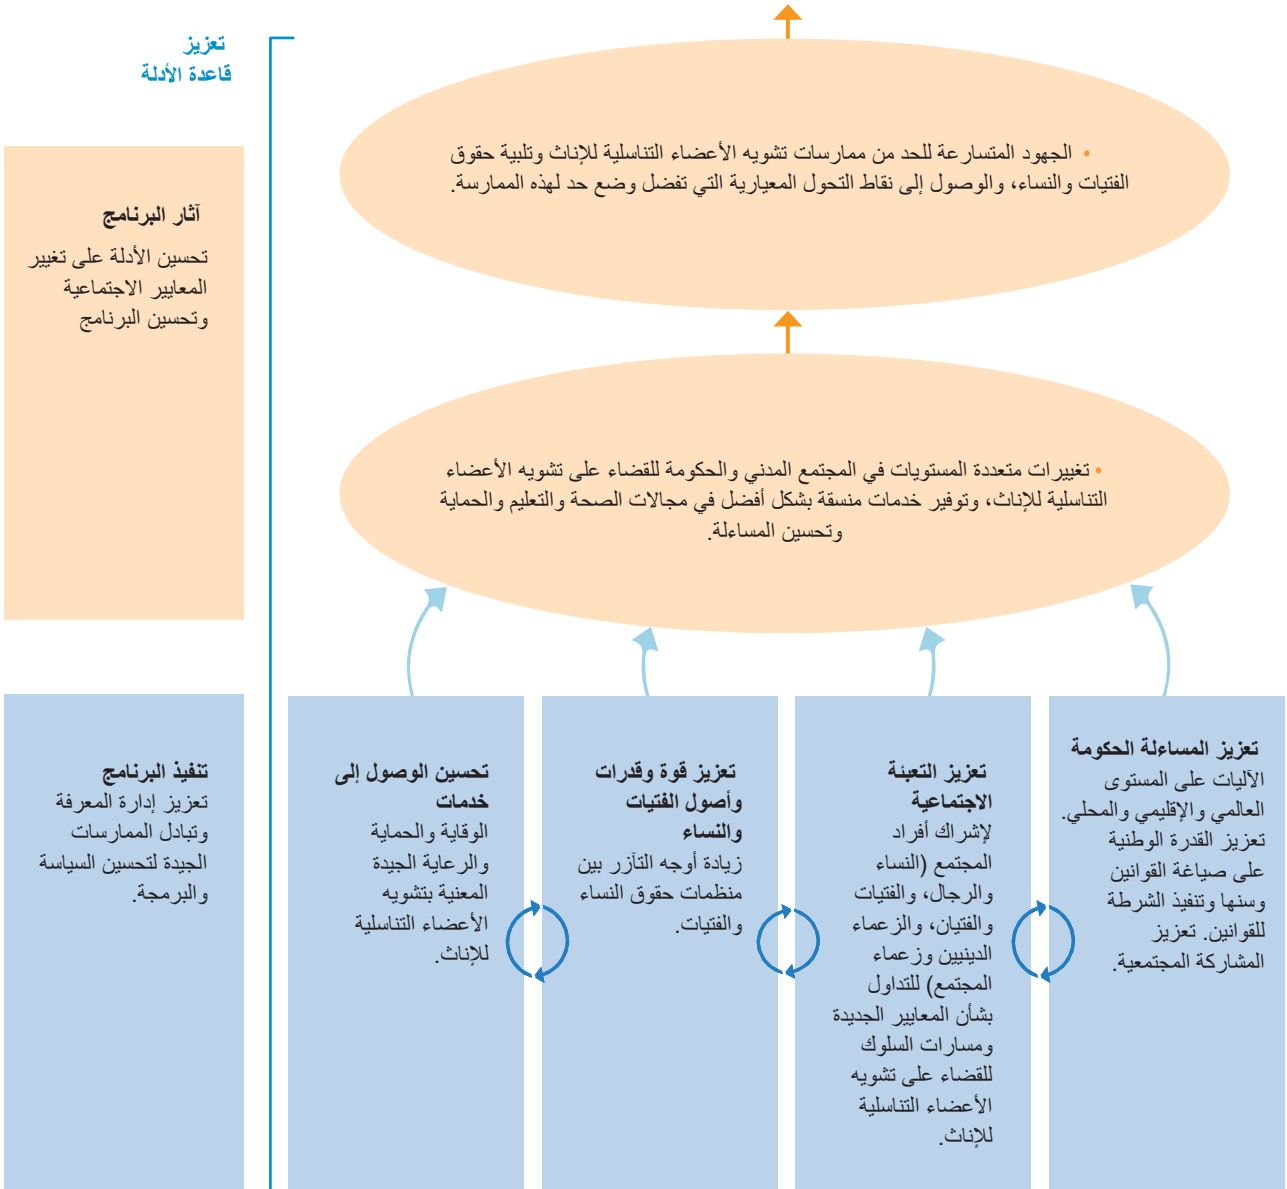 تعزيز
قاعدة الأدلة
• الجهود المتسارعة للحد من ممارسات تشويه الأعضاء التناسلية للإناث وتلبية حقوق
الفتيات والنساء، والوصول إلى نقاط التحول المعيارية التي تفضل وضع حد لهذه الممارسة.
آثار البرنامج
تحسين الأدلة على تغيير
المعايير الاجتماعية
وتحسين البرنامج
• تغييرات متعددة المستويات في المجتمع المدني والحكومة للقضاء على تشويه الأعضاء
التناسلية للإناث، وتوفير خدمات منسقة بشكل أفضل في مجالات الصحة والتعليم والحماية
وتحسين المساءلة.
تعزيز المساءلة الحكومة
الآليات على المستوى
العالمي والإقليمي والمحلي.
تعزيز القدرة الوطنية
على صياغة القوانين
وسنها وتنفيذ الشرطة
للقوانين. تعزيز
المشاركة المجتمعية.
تعزيز التعبئة
الاجتماعية
لإشراك أفراد
المجتمع (النساء
والرجال، والفتيات
والفتيان، والزعماء
الدينيين وزعماء
المجتمع) للتداول
بشأن المعايير الجديدة
ومسارات السلوك
للقضاء على تشويه
الأعضاء التناسلية
للإناث.
تعزيز قوة وقدرات
وأصول الفتيات
والنساء
زيادة أوجه التآزر بين
منظمات حقوق النساء
والفتيات.
تحسين الوصول إلى
خدمات
الوقاية والحماية
والرعاية الجيدة
المعنية بتشويه
الأعضاء التناسلية
للإناث.
تنفيذ البرنامج
تعزيز إدارة المعرفة
وتبادل الممارسات
الجيدة لتحسين السياسة
والبرمجة.